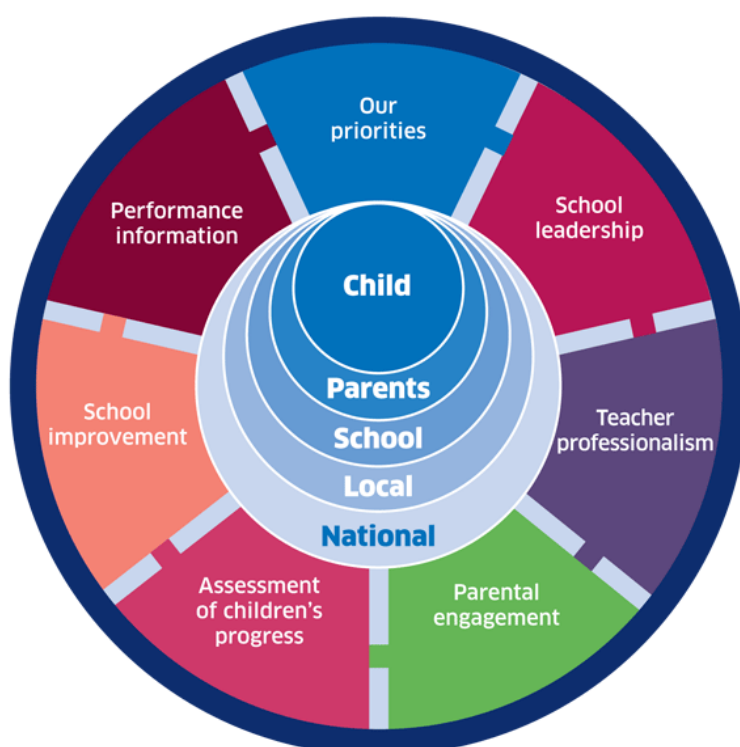 Our
priorities
School
leadership
Teacher
professionalism
Parental
engagement
Assessment
of children's
progress
School
improvement
Performance
information
Child
Parents
School
Local
National